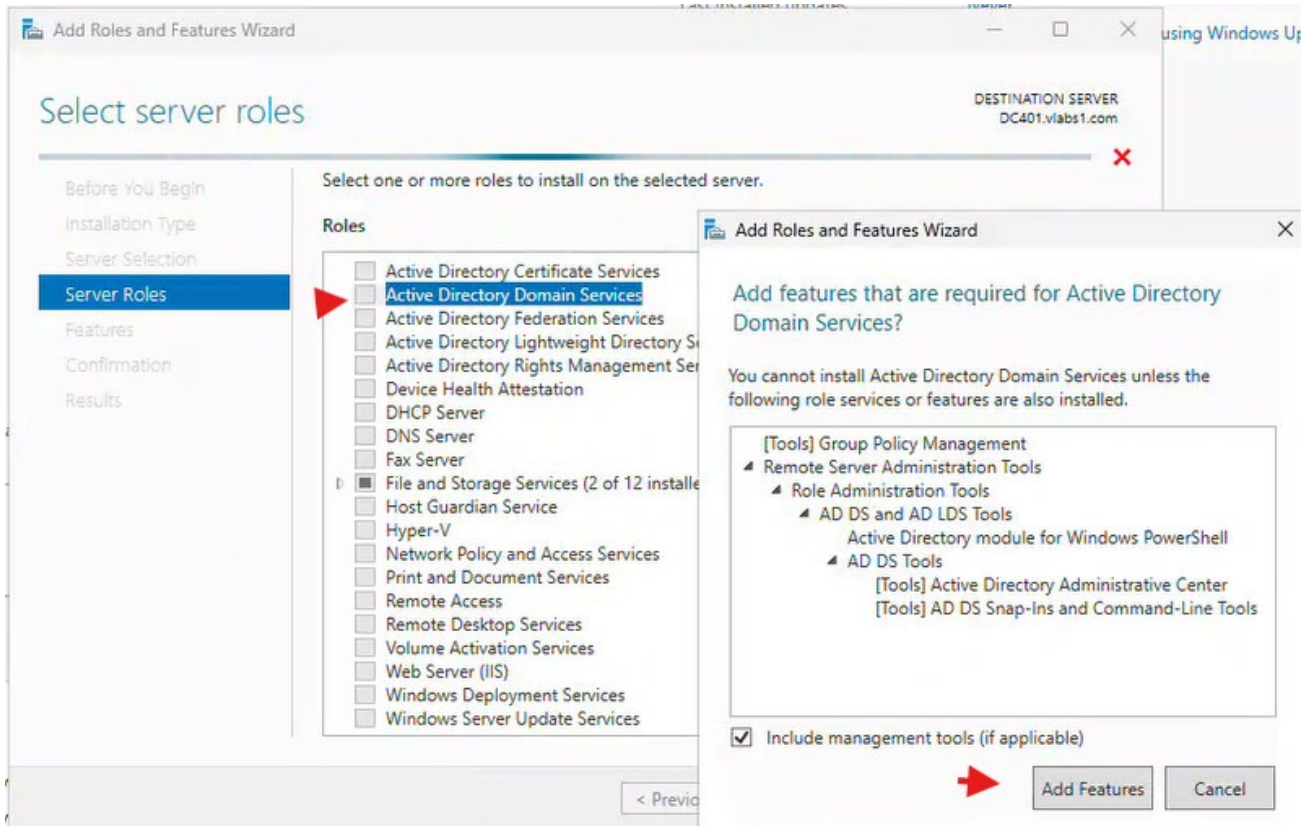 Last installed updates
Never
Add Roles and Features Wizard
using Windows Up
Select server roles
DESTINATION SERVER
DC401.vlabs1.com
Before You Begin
Installation Type
Server Selection
Server Roles
Features
Confirmation
Results
Select one or more roles to install on the selected server.
Roles
Active Directory Certificate Services
Active Directory Domain Services
Active Directory Federation Services
Active Directory Lightweight Directory S
Active Directory Rights Management Ser
Device Health Attestation
DHCP Server
DNS Server
Fax Server
File and Storage Services (2 of 12 installe
Host Guardian Service
Hyper-V
Network Policy and Access Services
Print and Document Services
Remote Access
Remote Desktop Services
Volume Activation Services
Web Server (IIS)
Windows Deployment Services
Windows Server Update Services
< Previo
Add Roles and Features Wizard
Add features that are required for Active Directory
Domain Services?
You cannot install Active Directory Domain Services unless the
following role services or features are also installed.
[Tools] Group Policy Management
Remote Server Administration Tools
Role Administration Tools
AD DS and AD LDS Tools
Active Directory module for Windows PowerShell
AD DS Tools
[Tools] Active Directory Administrative Center
[Tools] AD DS Snap-Ins and Command-Line Tools
Include management tools (if applicable)
Add Features
Cancel